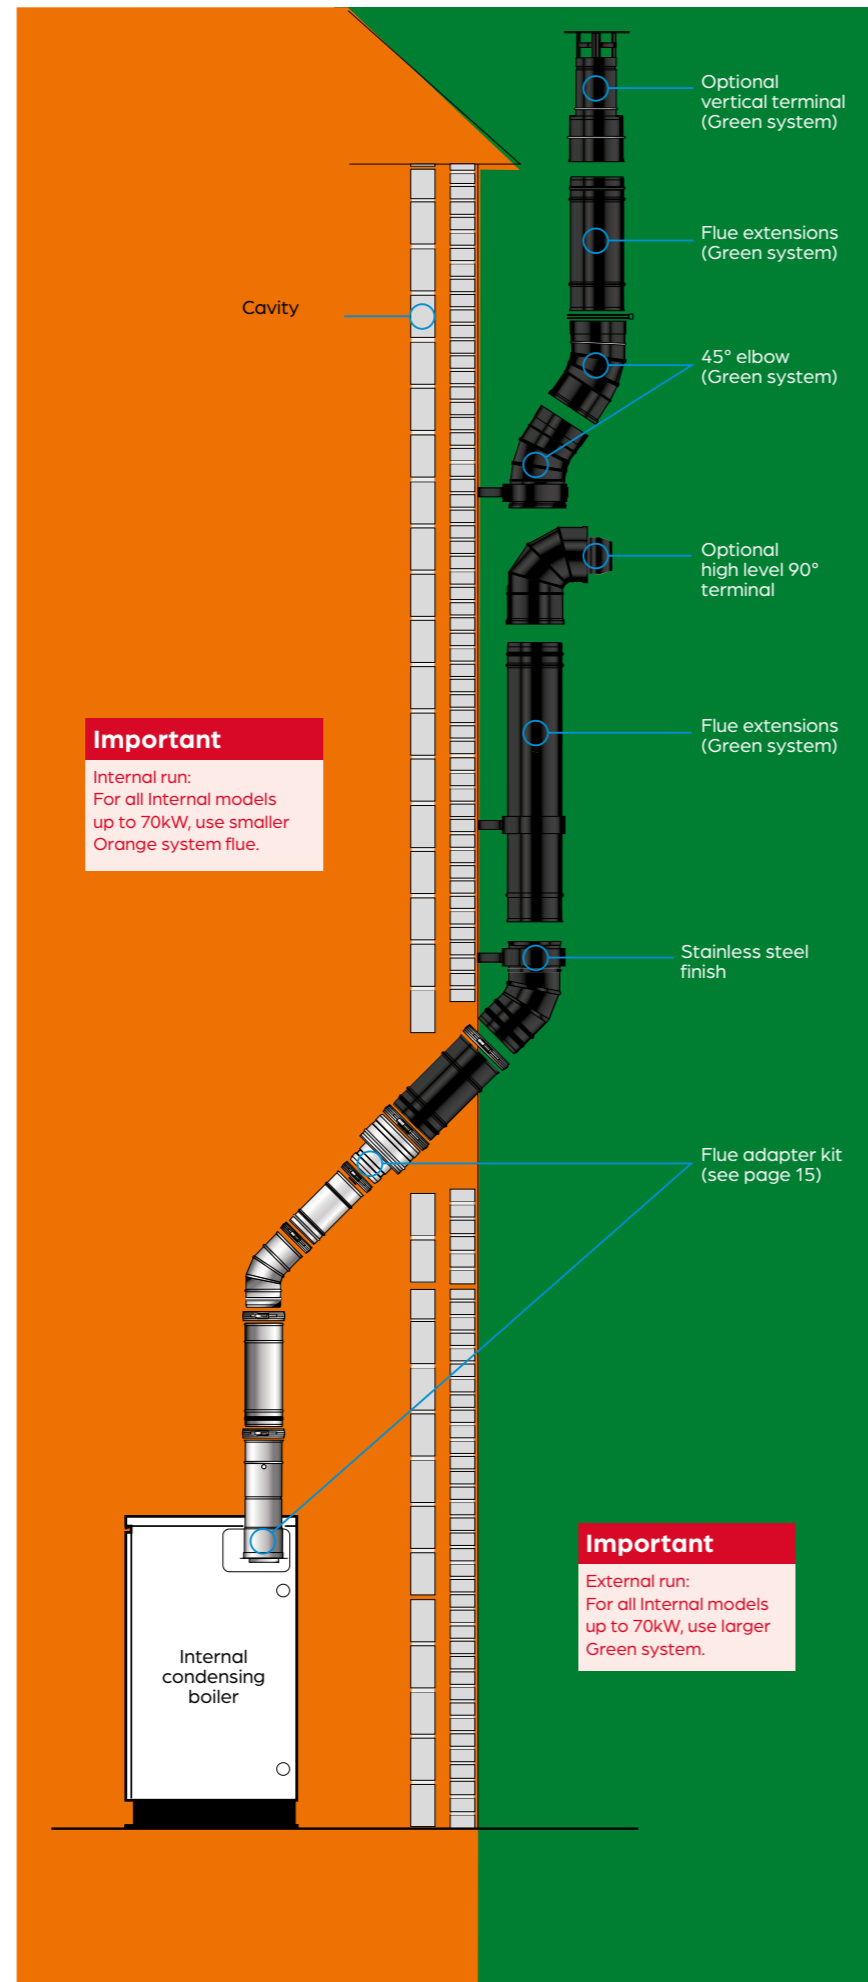 Optional
vertical terminal
(Green system)
Flue extensions
(Green system)
Cavity
45° elbow
(Green system)
Optional
high level 90°
terminal
Important
Internal run:
For all Internal models
up to 70kW, use smaller
Orange system flue.
Flue extensions
(Green system)
Stainless steel
finish
Flue adapter kit
(see page 15)
Internal
condensing
boiler
Important
External run:
For all Internal models
up to 70kW, use larger
Green system.